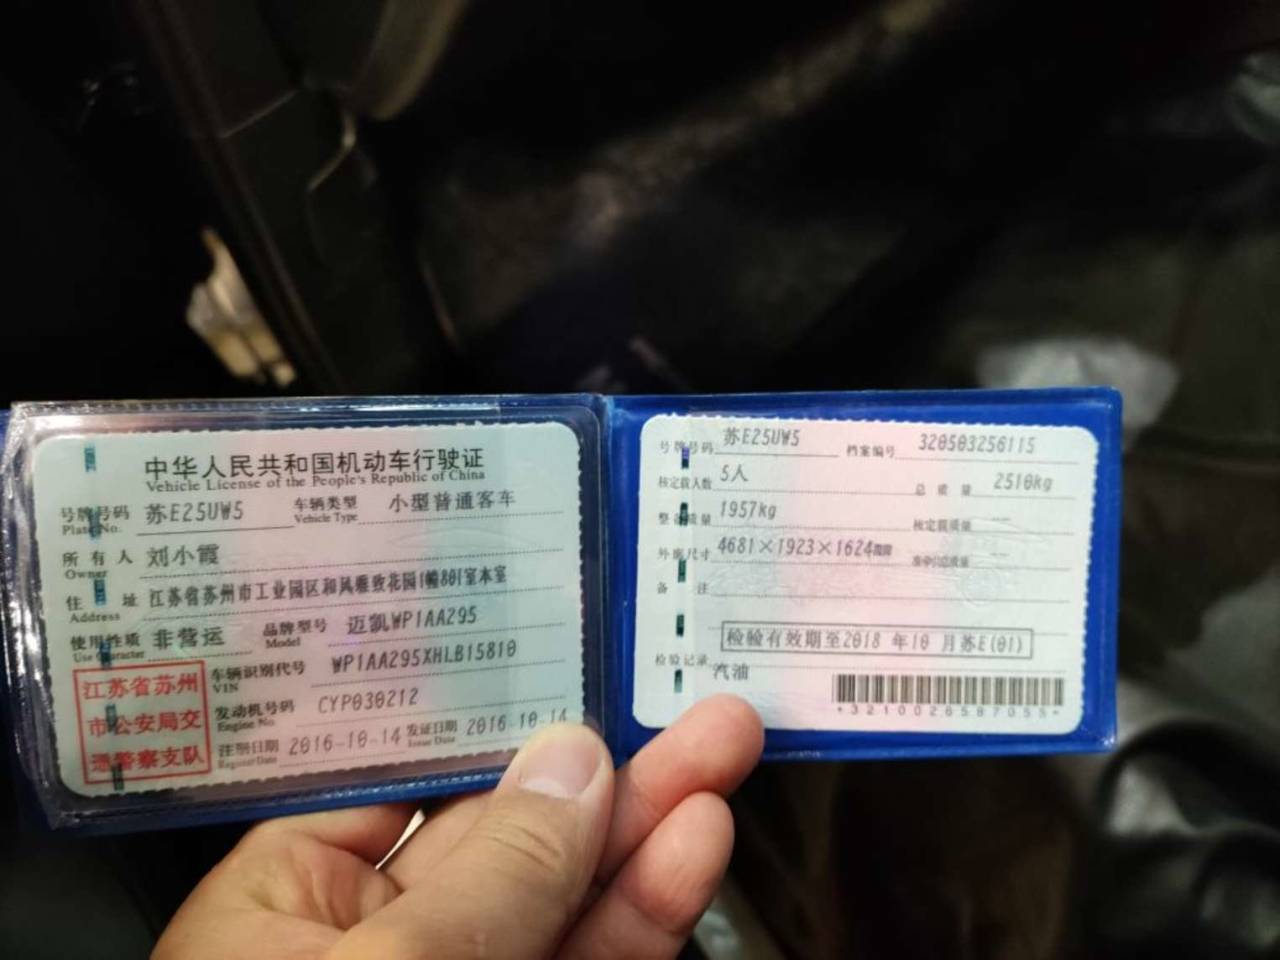 中华人民共和国机动车行驶证
Vehicle License of the People's Republic of China
号牌号码 苏E25UW5 车辆类型 小型普通客车
Plate No. Vehicle Type
所有人 刘小霞
Owner
住址 江苏省苏州市工业园区和风雅致花园1幢801室本室
Address
使用性质 非营运 品牌型号 迈凯WP1AA295
Use Character Model
江苏省苏州
市公安局交
通警察支队
车辆识别代号 WP1AA295XHLB15810
VIN
发动机号码 CYP030212
Engine No.
注册日期 2016-10-14 发证日期 2016-10-14
Register Date Issue Date
号牌号码 苏E25UW5 档案编号 320503256115
核定载人数 5人 总质量 2510kg
整备质量 1957kg 核定载质量 --
外廓尺寸 4681×1923×1624mm 准牵引总质量 --
备注
检验有效期至2018 年10 月苏E(01)
检验记录
汽油
*3210026587055*